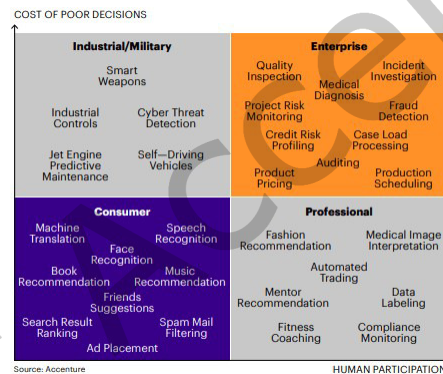 COST OF POOR DECISIONS
Industrial/Military
Smart
Weapons
Industrial
Controls
Cyber Threat
Detection
Jet Engine
Predictive
Maintenance
Self—Driving
Vehicles
Enterprise
Quality
Inspection
Incident
Investigation
Medical
Diagnosis
Project Risk
Monitoring
Fraud
Detection
Credit Risk
Profiling
Case Load
Processing
Auditing
Product
Pricing
Production
Scheduling
Consumer
Machine
Translation
Speech
Recognition
Face
Recognition
Book
Recommendation
Music
Recommendation
Friends
Suggestions
Search Result
Ranking
Spam Mail
Filtering
Ad Placement
Professional
Fashion
Recommendation
Medical Image
Interpretation
Automated
Trading
Mentor
Recommendation
Data
Labeling
Fitness
Coaching
Compliance
Monitoring
Source: Accenture
HUMAN PARTICIPATION